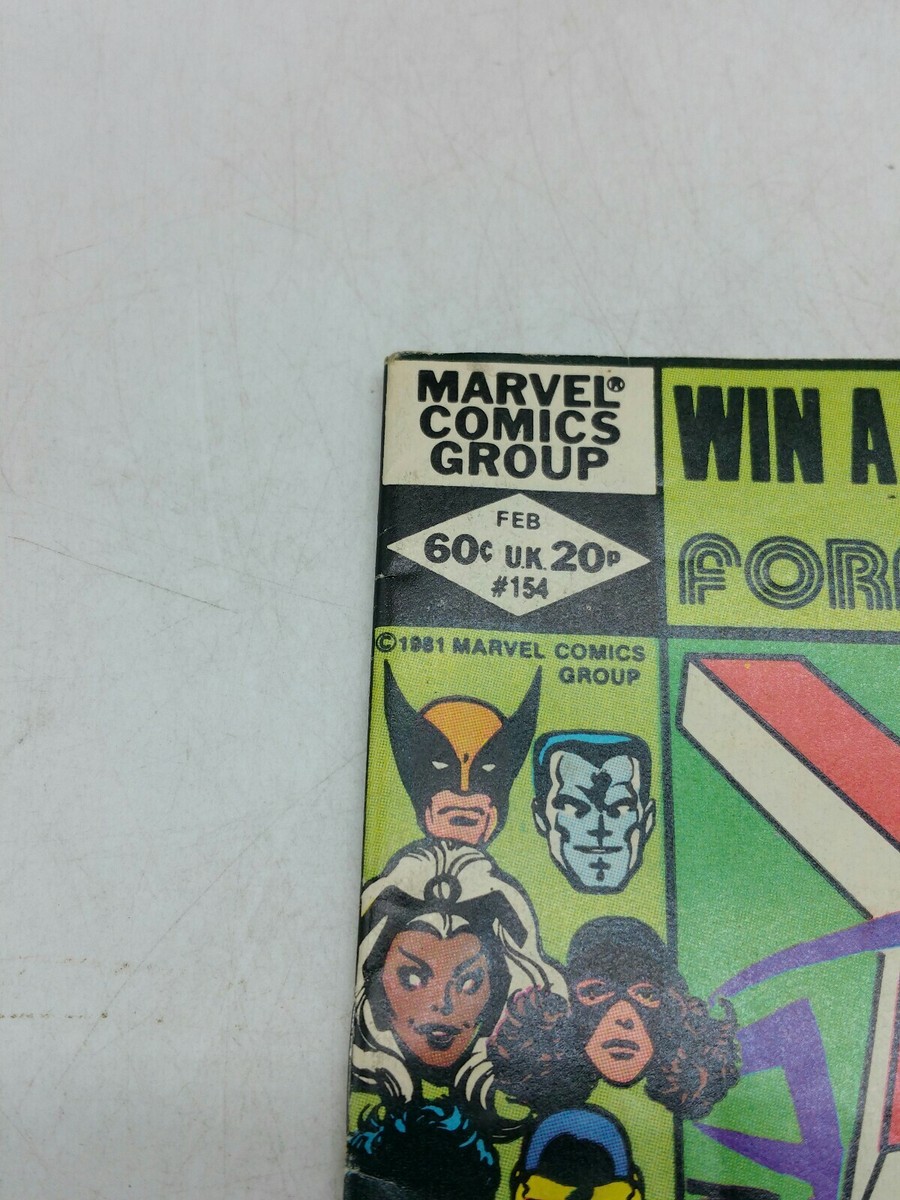 MARVEL®
COMICS
GROUP
WIN A
FEB
60¢ U.K. 20p
#154
©1981 MARVEL COMICS
GROUP